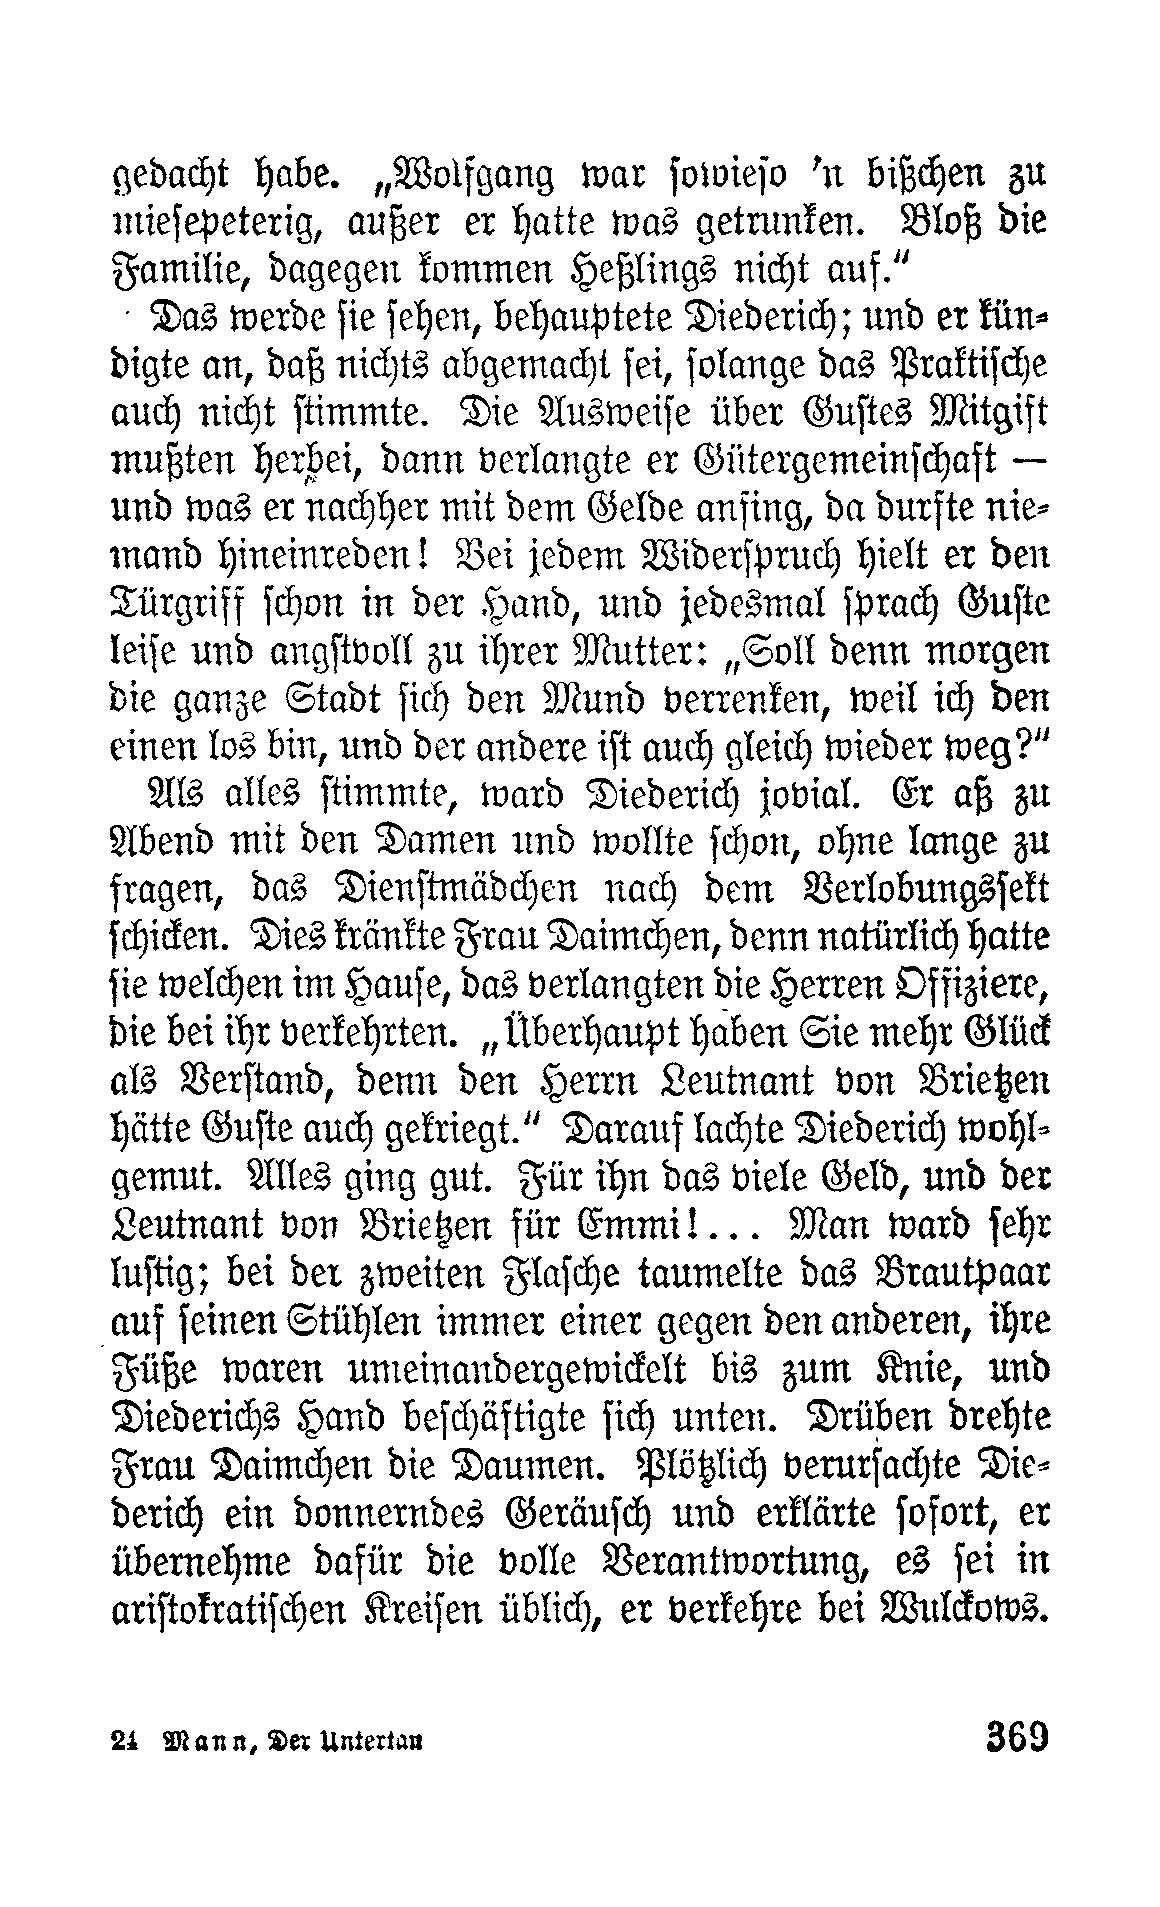 gedacht habe. „Wolfgang war sowieso 'n bißchen zu
miesepeterig, außer er hatte was getrunken. Bloß die
Familie, dagegen kommen Heßlings nicht auf.“
Das werde sie sehen, behauptete Diederich; und er kün-
digte an, daß nichts abgemacht sei, solange das Praktische
auch nicht stimmte. Die Ausweise über Gustes Mitgift
mußten herbei, dann verlangte er Gütergemeinschaft —
und was er nachher mit dem Gelde anfing, da durfte nie-
mand hineinreden! Bei jedem Widerspruch hielt er den
Türgriff schon in der Hand, und jedesmal sprach Guste
leise und angstvoll zu ihrer Mutter: „Soll denn morgen
die ganze Stadt sich den Mund verrenken, weil ich den
einen los bin, und der andere ist auch gleich wieder weg?“
Als alles stimmte, ward Diederich jovial. Er aß zu
Abend mit den Damen und wollte schon, ohne lange zu
fragen, das Dienstmädchen nach dem Verlobungssekt
schicken. Dies kränkte Frau Daimchen, denn natürlich hatte
sie welchen im Hause, das verlangten die Herren Offiziere,
die bei ihr verkehrten. „Überhaupt haben Sie mehr Glück
als Verstand, denn den Herrn Leutnant von Brietzen
hätte Guste auch gekriegt.“ Darauf lachte Diederich wohl-
gemut. Alles ging gut. Für ihn das viele Geld, und der
Leutnant von Brietzen für Emmi!... Man ward sehr
lustig; bei der zweiten Flasche taumelte das Brautpaar
auf seinen Stühlen immer einer gegen den anderen, ihre
Füße waren umeinandergewickelt bis zum Knie, und
Diederichs Hand beschäftigte sich unten. Drüben drehte
Frau Daimchen die Daumen. Plötzlich verursachte Die-
derich ein donnerndes Geräusch und erklärte sofort, er
übernehme dafür die volle Verantwortung, es sei in
aristokratischen Kreisen üblich, er verkehre bei Wulckows.
24 Mann, Der Untertan 369